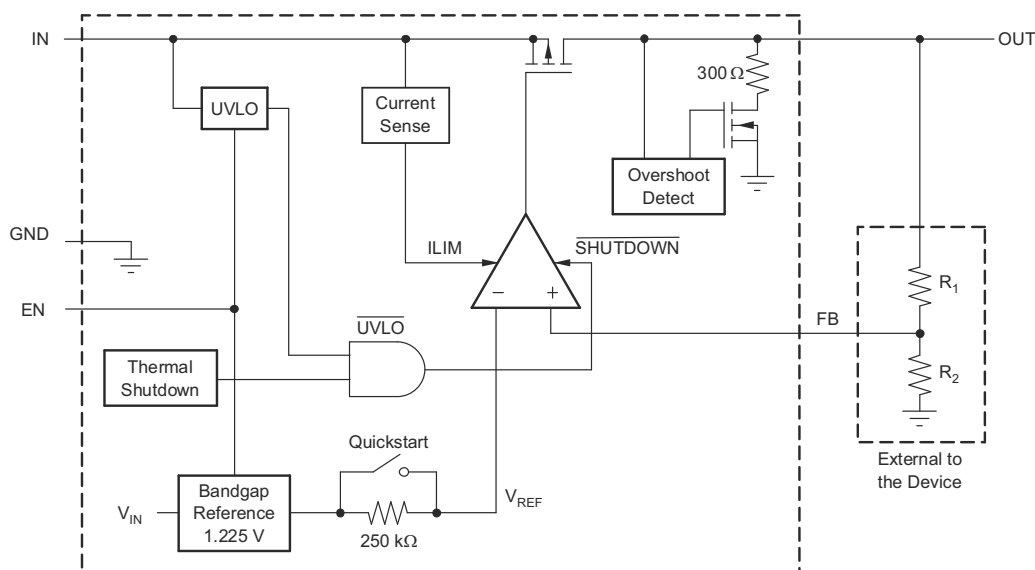 IN
OUT
300 Ω
UVLO
Current
Sense
Overshoot
Detect
GND
ILIM
SHUTDOWN
R1
− +
EN
UVLO
FB
Thermal
Shutdown
R2
Quickstart
External to
the Device
VIN
Bandgap
Reference
1.225 V
VREF
250 kΩ